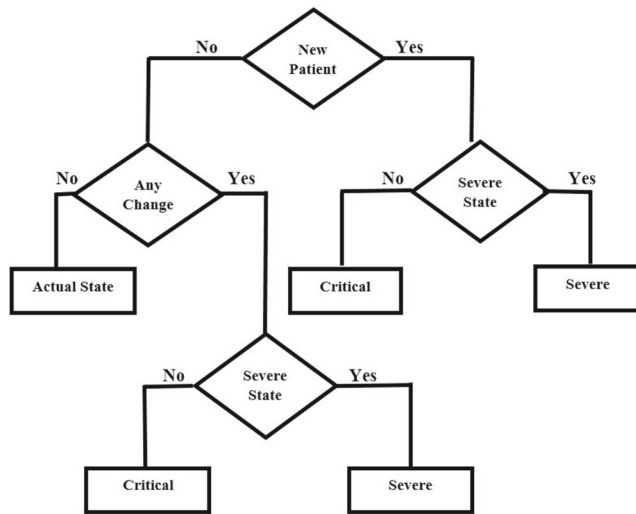 No
New
Patient
Yes
No
Any
Change
Yes
No
Severe
State
Yes
Actual State
Critical
Severe
No
Severe
State
Yes
Critical
Severe